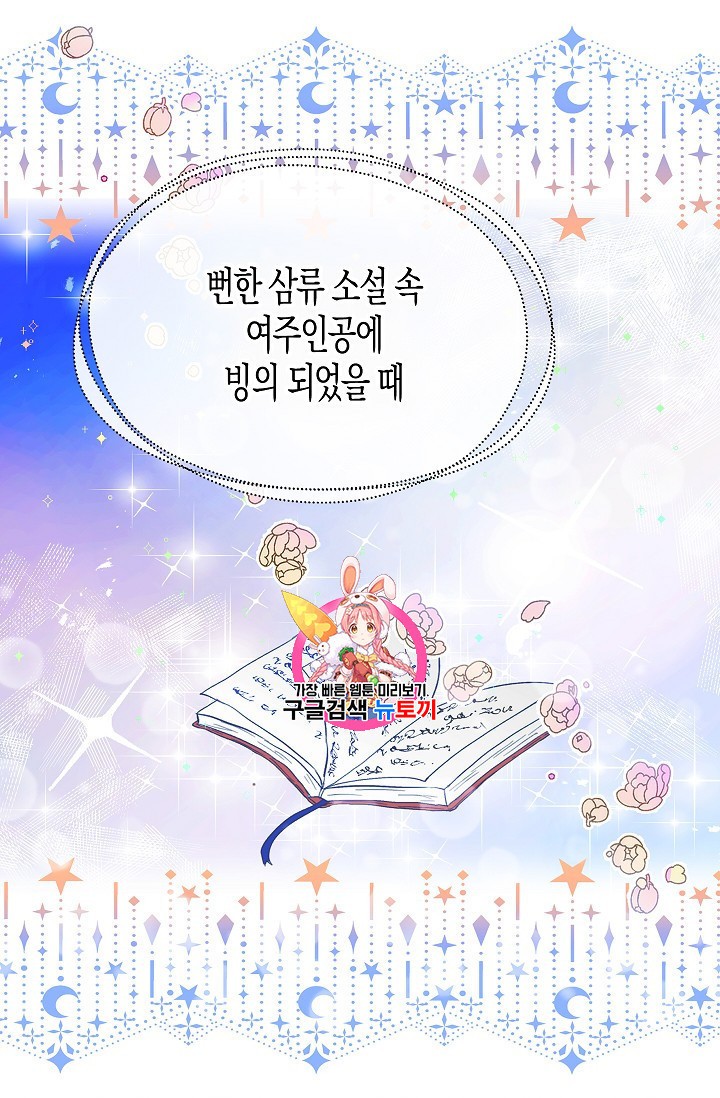 뻔한 삼류 소설 속
여주인공에
빙의 되었을 때
가장 빠른 웹툰 미리보기
구글검색 뉴토끼